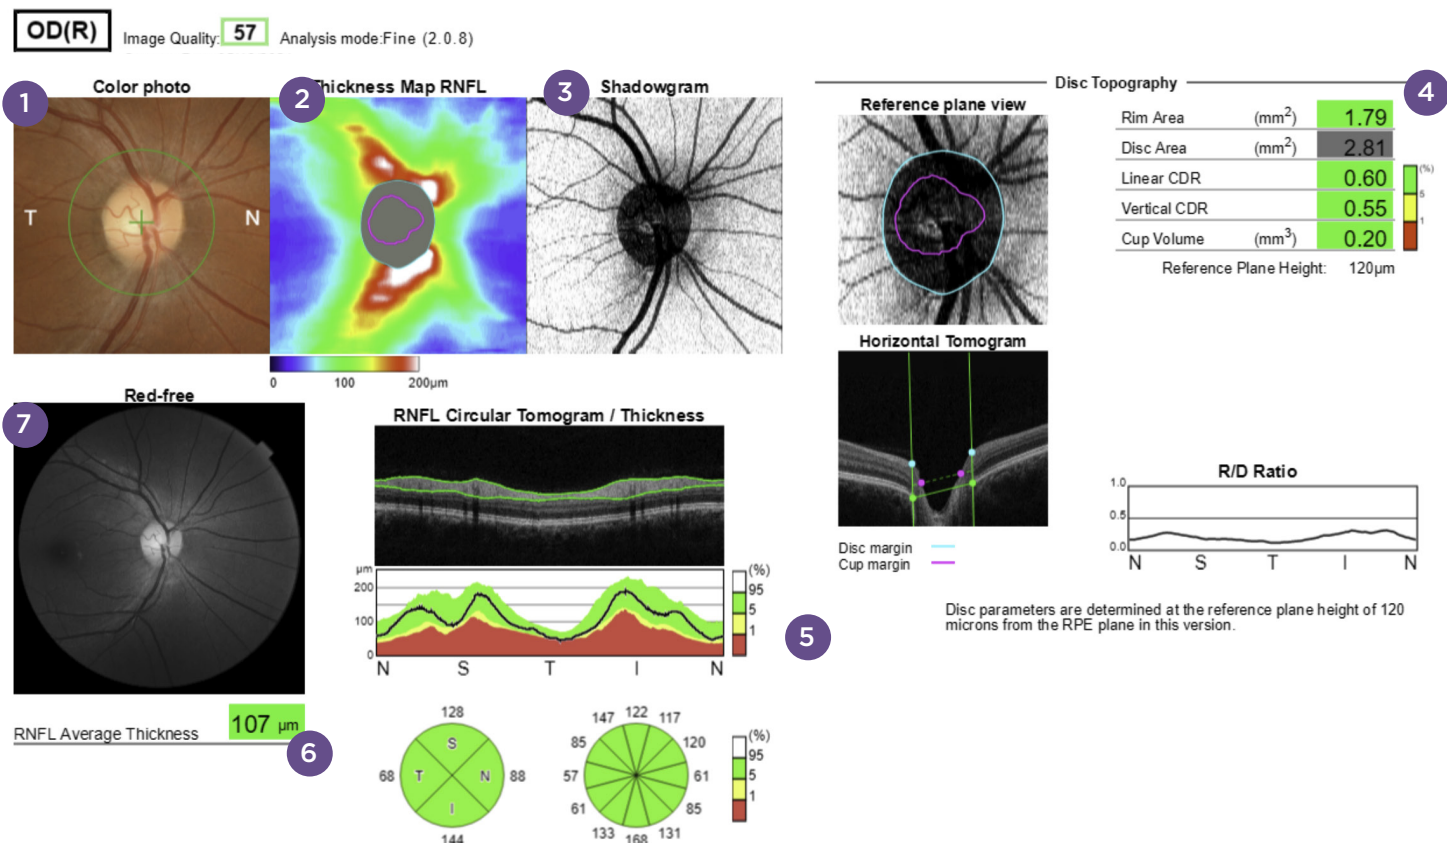 OD(R) Image Quality: 57 Analysis mode:Fine (2.0.8)
1 Color photo
T N
2 Thickness Map RNFL
0 100 200µm
3 Shadowgram
Disc Topography
4
Reference plane view
Rim Area (mm²) 1.79
Disc Area (mm²) 2.81
Linear CDR 0.60
Vertical CDR 0.55
Cup Volume (mm³) 0.20
(%)
5
1
Reference Plane Height: 120µm
Horizontal Tomogram
Disc margin
Cup margin
R/D Ratio
1.0
0.5
0.0
N S T I N
Disc parameters are determined at the reference plane height of 120
microns from the RPE plane in this version.
7 Red-free
RNFL Average Thickness 107 µm
6
RNFL Circular Tomogram / Thickness
µm
200
100
0
N S T I N
(%)
95
5
1
5
128
S
68 T N 88
I
144
147 122 117
85 120
57 61
61 85
133 168 131
(%)
95
5
1